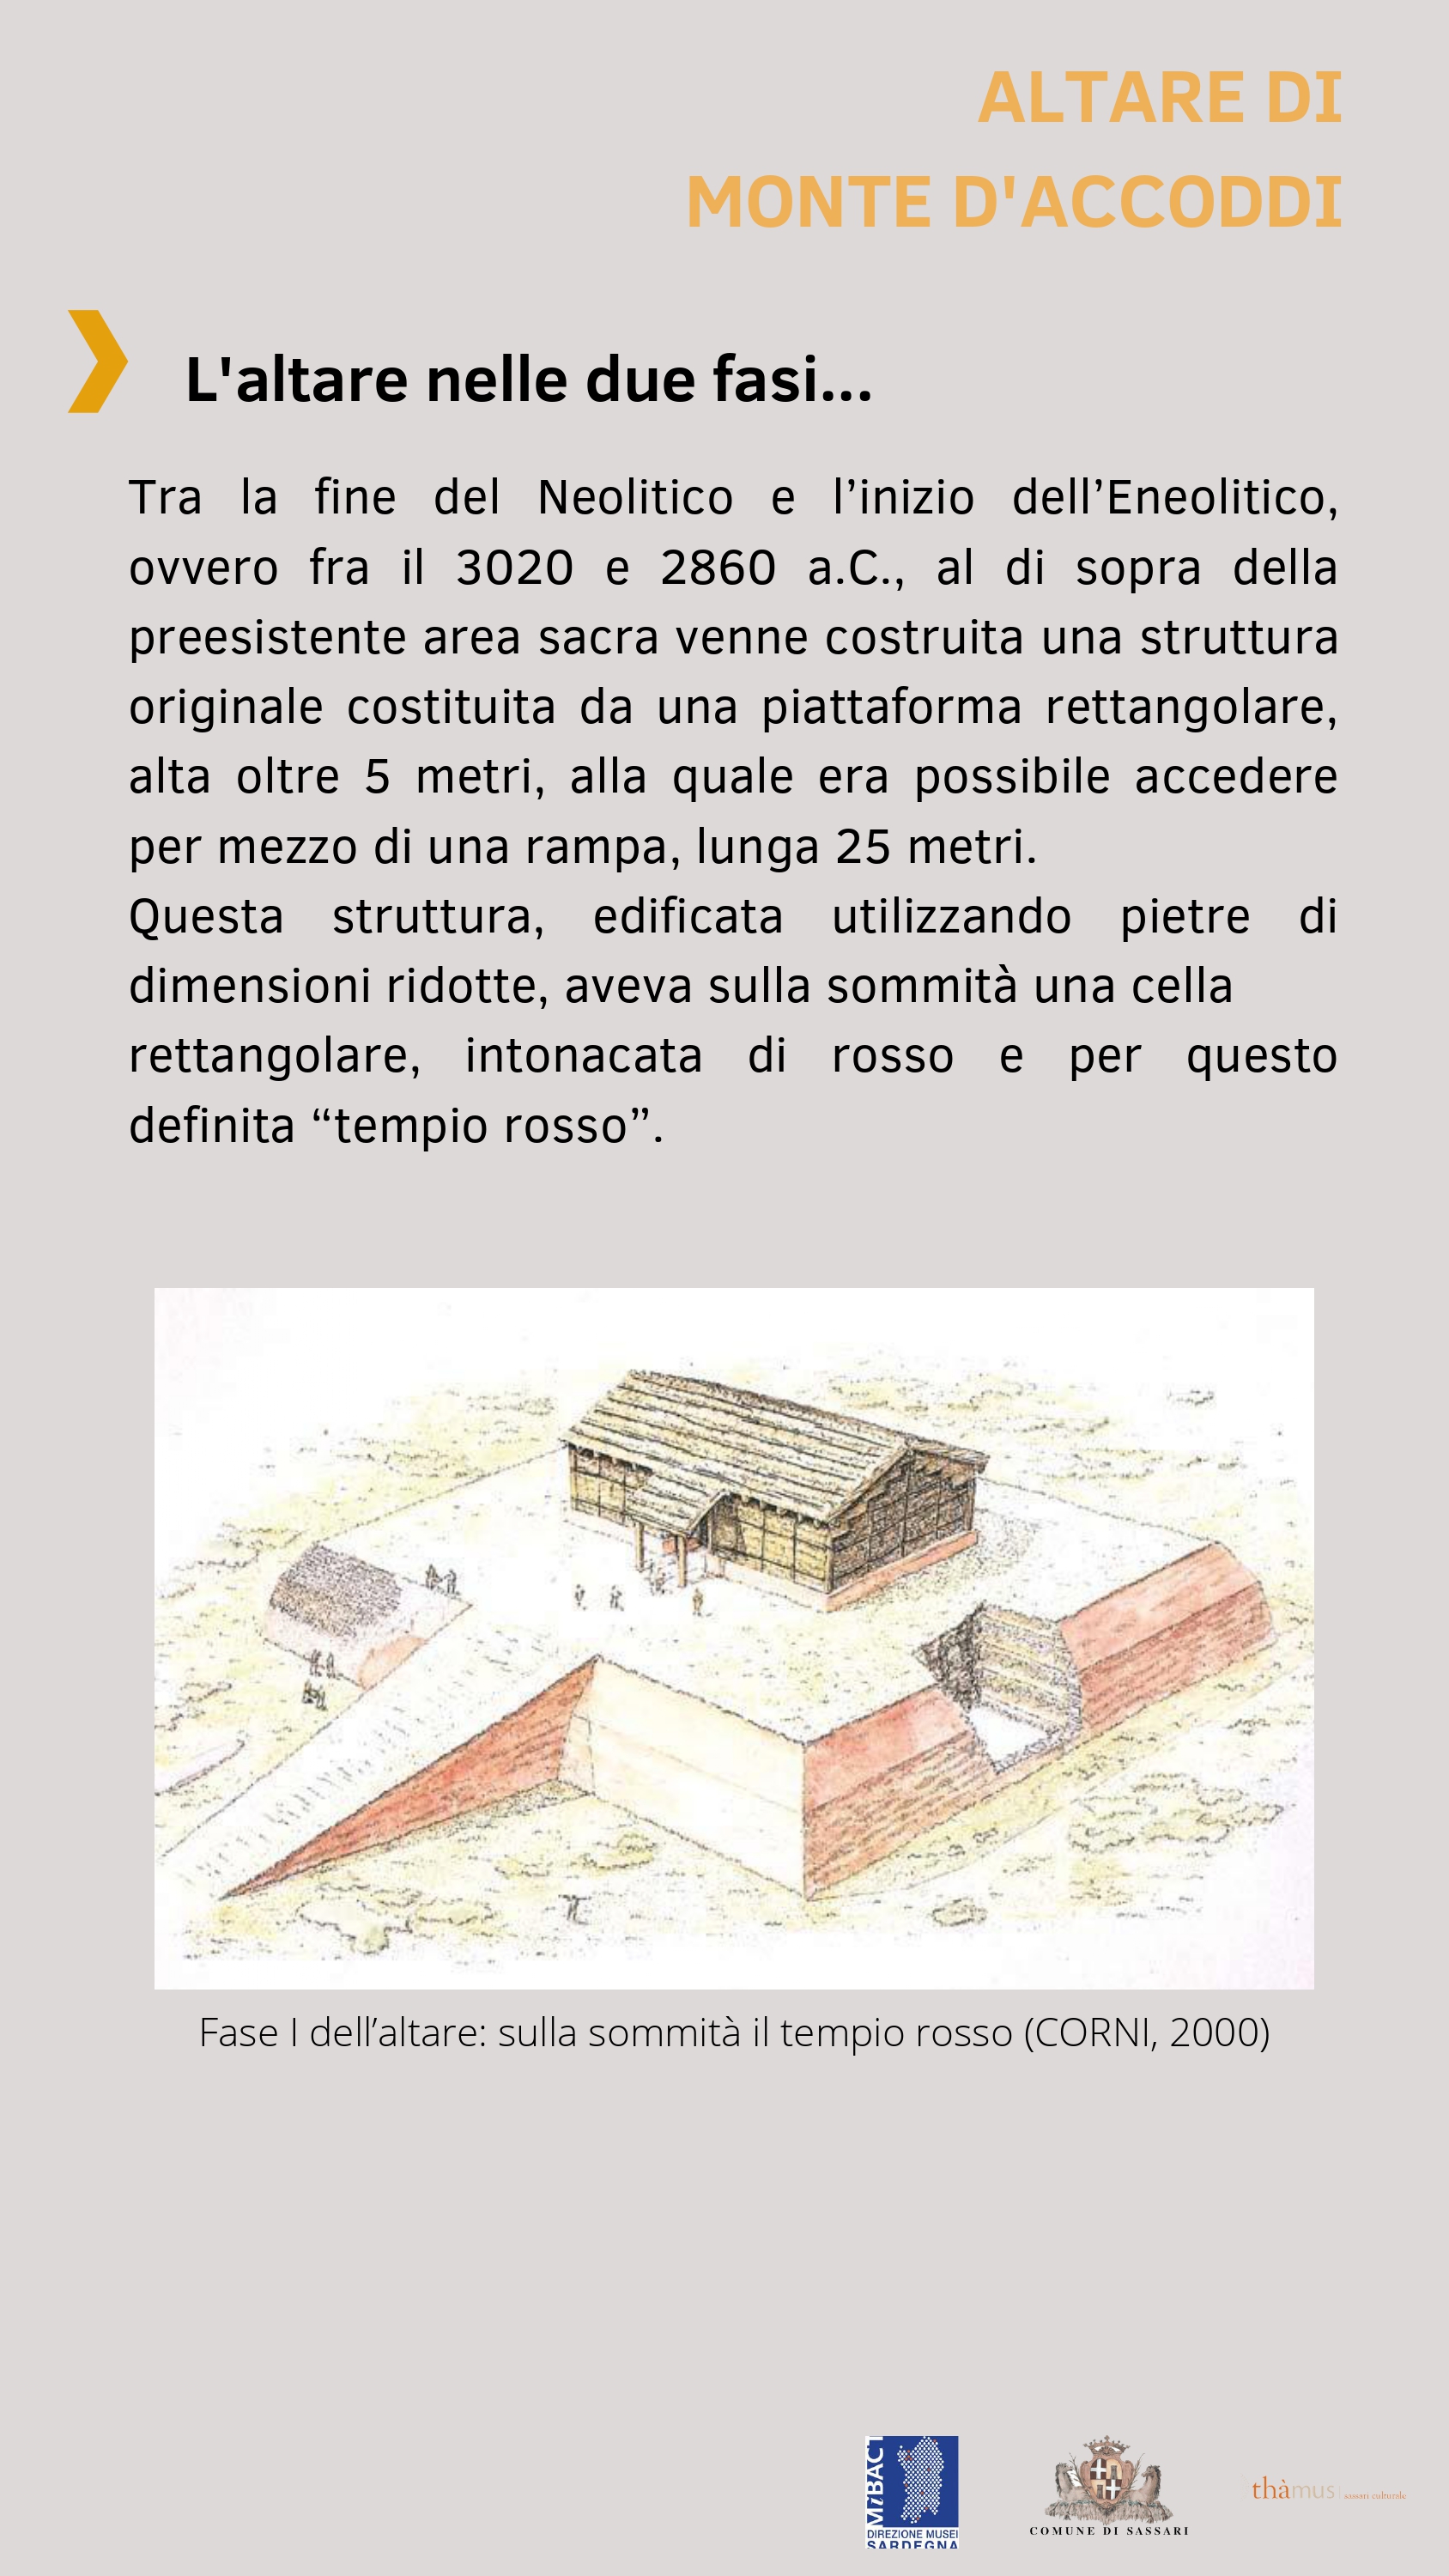 ALTARE DI
MONTE D'ACCODDI
L'altare nelle due fasi...
Tra la fine del Neolitico e l’inizio dell’Eneolitico,
ovvero fra il 3020 e 2860 a.C., al di sopra della
preesistente area sacra venne costruita una struttura
originale costituita da una piattaforma rettangolare,
alta oltre 5 metri, alla quale era possibile accedere
per mezzo di una rampa, lunga 25 metri.
Questa struttura, edificata utilizzando pietre di
dimensioni ridotte, aveva sulla sommità una cella
rettangolare, intonacata di rosso e per questo
definita “tempio rosso”.
Fase I dell’altare: sulla sommità il tempio rosso (CORNI, 2000)
MiBACT
DIREZIONE MUSEI
SARDEGNA
COMUNE DI SASSARI
thàmus sassari culturale